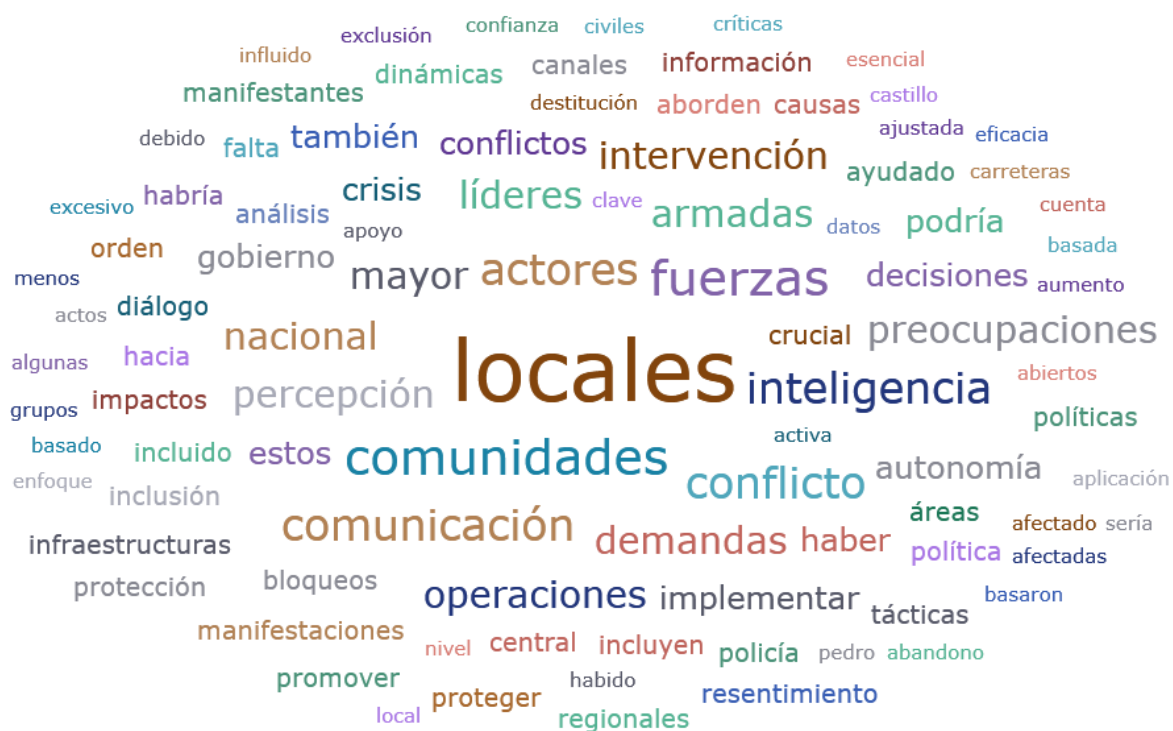 confianza civiles críticas
exclusión
influido dinámicas canales información esencial
manifestantes destitución aborden causas castillo
debido falta también conflictos intervención ajustada eficacia
excesivo habría análisis crisis líderes clave armadas ayudado carreteras
orden gobierno apoyo datos podría cuenta
basada
menos mayor actores fuerzas decisiones aumento
actos diálogo
algunas hacia nacional locales crucial preocupaciones
grupos impactos percepción inteligencia abiertos
políticas
basado incluido estos comunidades activa
enfoque inclusión conflicto autonomía aplicación
infraestructuras comunicación demandas haber áreas afectado sería
política afectadas
protección bloqueos operaciones implementar tácticas basaron
manifestaciones nivel central incluyen policía pedro abandono
promover proteger habido resentimiento
local regionales